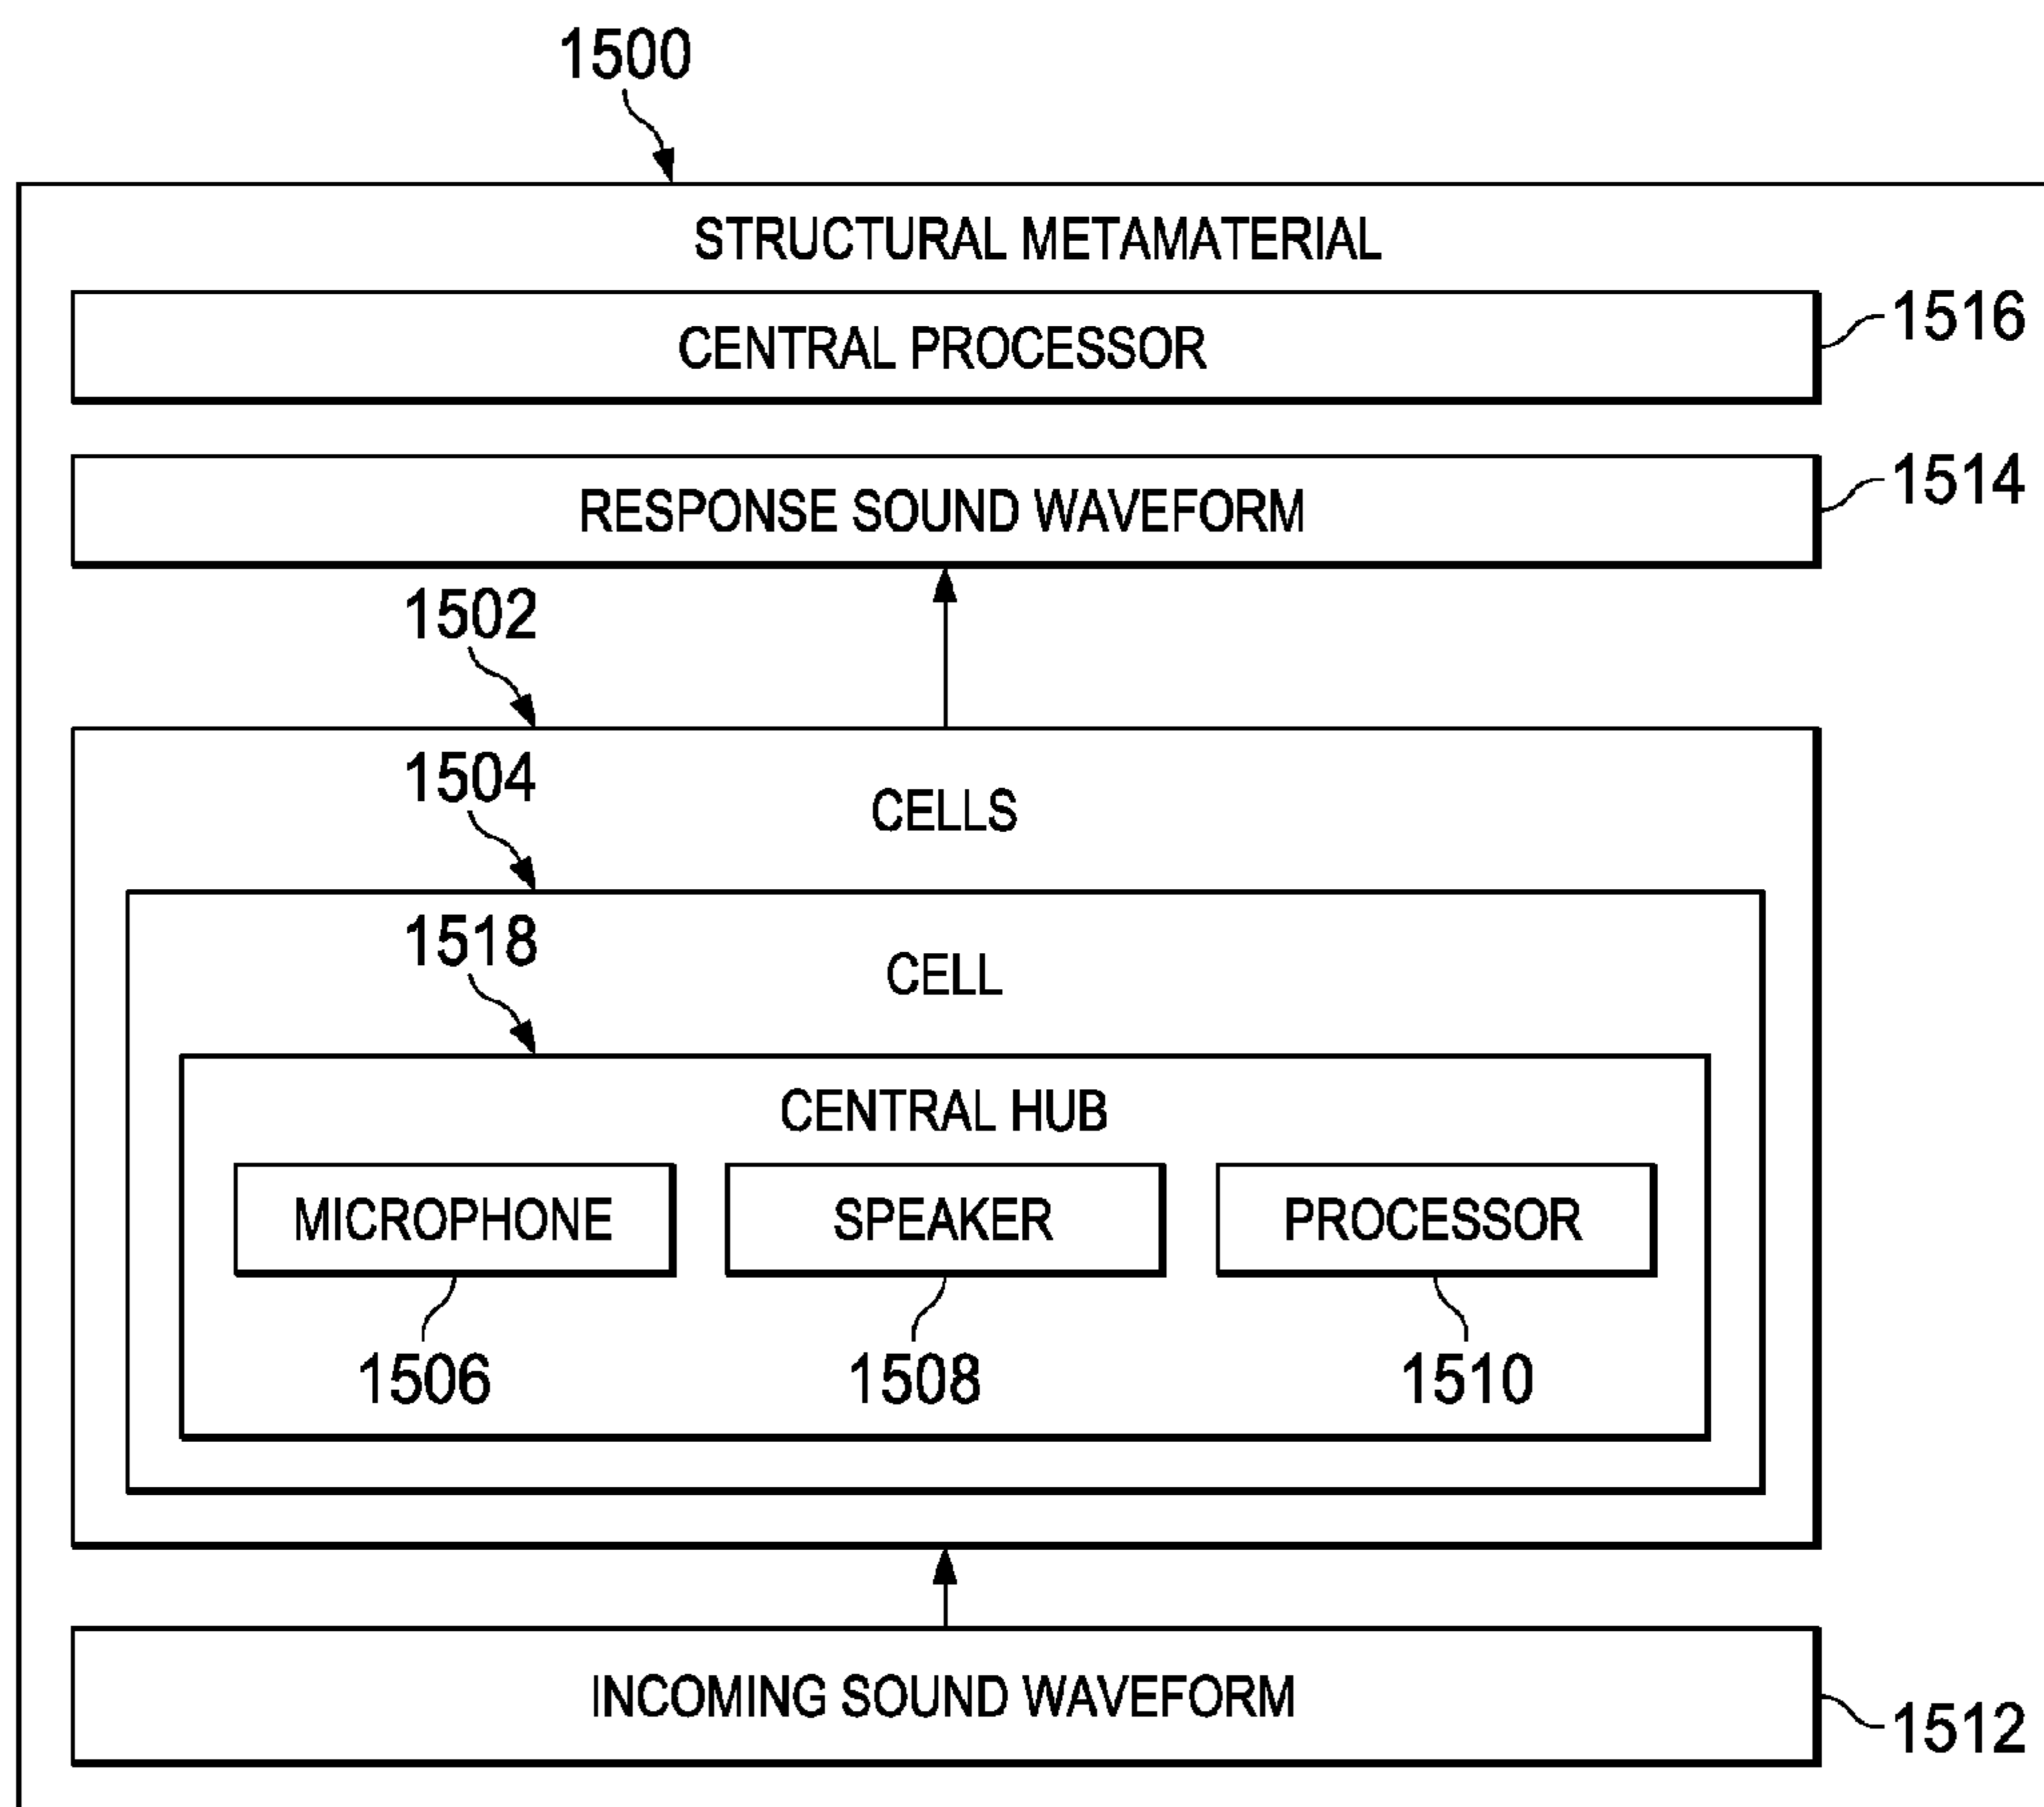 1500
STRUCTURAL METAMATERIAL
CENTRAL PROCESSOR
1516
RESPONSE SOUND WAVEFORM
1514
1502
1504
CELLS
1518
CELL
CENTRAL HUB
MICROPHONE
SPEAKER
PROCESSOR
1506
1508
1510
INCOMING SOUND WAVEFORM
1512